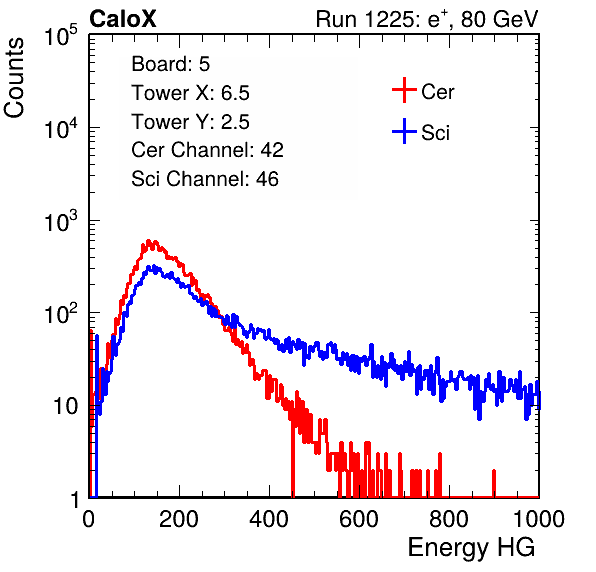 CaloX Run 1225: e⁺, 80 GeV
Counts
10⁵
10⁴
10³
10²
10
1
Board: 5
Tower X: 6.5
Tower Y: 2.5
Cer Channel: 42
Sci Channel: 46
Cer
Sci
0 200 400 600 800 1000
Energy HG